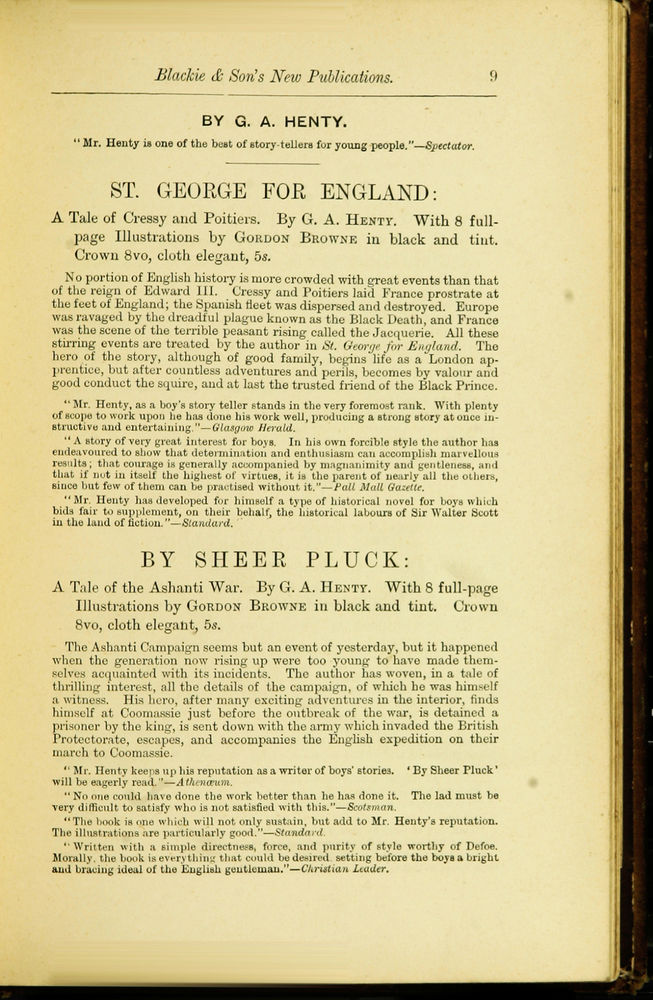 Blackie & Son's New Publications. 9
BY G. A. HENTY.
"Mr. Henty is one of the best of story-tellers for young people."—Spectator.
ST. GEORGE FOR ENGLAND:
A Tale of Cressy and Poitiers. By G. A. HENTY. With 8 full-
page Illustrations by GORDON BROWNE in black and tint.
Crown 8vo, cloth elegant, 5s.
No portion of English history is more crowded with great events than that
of the reign of Edward III. Cressy and Poitiers laid France prostrate at
the feet of England; the Spanish fleet was dispersed and destroyed. Europe
was ravaged by the dreadful plague known as the Black Death, and France
was the scene of the terrible peasant rising called the Jacquerie. All these
stirring events are treated by the author in St. George for England. The
hero of the story, although of good family, begins life as a London ap-
prentice, but after countless adventures and perils, becomes by valour and
good conduct the squire, and at last the trusted friend of the Black Prince.
"Mr. Henty, as a boy's story teller stands in the very foremost rank. With plenty
of scope to work upon he has done his work well, producing a strong story at once in-
structive and entertaining."—Glasgow Herald.
"A story of very great interest for boys. In his own forcible style the author has
endeavoured to show that determination and enthusiasm can accomplish marvellous
results; that courage is generally accompanied by magnanimity and gentleness, and
that if not in itself the highest of virtues, it is the parent of nearly all the others,
since but few of them can be practised without it."—Pall Mall Gazette.
"Mr. Henty has developed for himself a type of historical novel for boys which
bids fair to supplement, on their behalf, the historical labours of Sir Walter Scott
in the land of fiction."—Standard.
BY SHEER PLUCK:
A Tale of the Ashanti War. By G. A. HENTY. With 8 full-page
Illustrations by GORDON BROWNE in black and tint. Crown
8vo, cloth elegant, 5s.
The Ashanti Campaign seems but an event of yesterday, but it happened
when the generation now rising up were too young to have made them-
selves acquainted with its incidents. The author has woven, in a tale of
thrilling interest, all the details of the campaign, of which he was himself
a witness. His hero, after many exciting adventures in the interior, finds
himself at Coomassie just before the outbreak of the war, is detained a
prisoner by the king, is sent down with the army which invaded the British
Protectorate, escapes, and accompanies the English expedition on their
march to Coomassie.
"Mr. Henty keeps up his reputation as a writer of boys' stories. 'By Sheer Pluck'
will be eagerly read."—Athenæum.
"No one could have done the work better than he has done it. The lad must be
very difficult to satisfy who is not satisfied with this."—Scotsman.
"The book is one which will not only sustain, but add to Mr. Henty's reputation.
The illustrations are particularly good."—Standard.
"Written with a simple directness, force, and purity of style worthy of Defoe.
Morally, the book is everything that could be desired, setting before the boys a bright
and bracing ideal of the English gentleman."—Christian Leader.